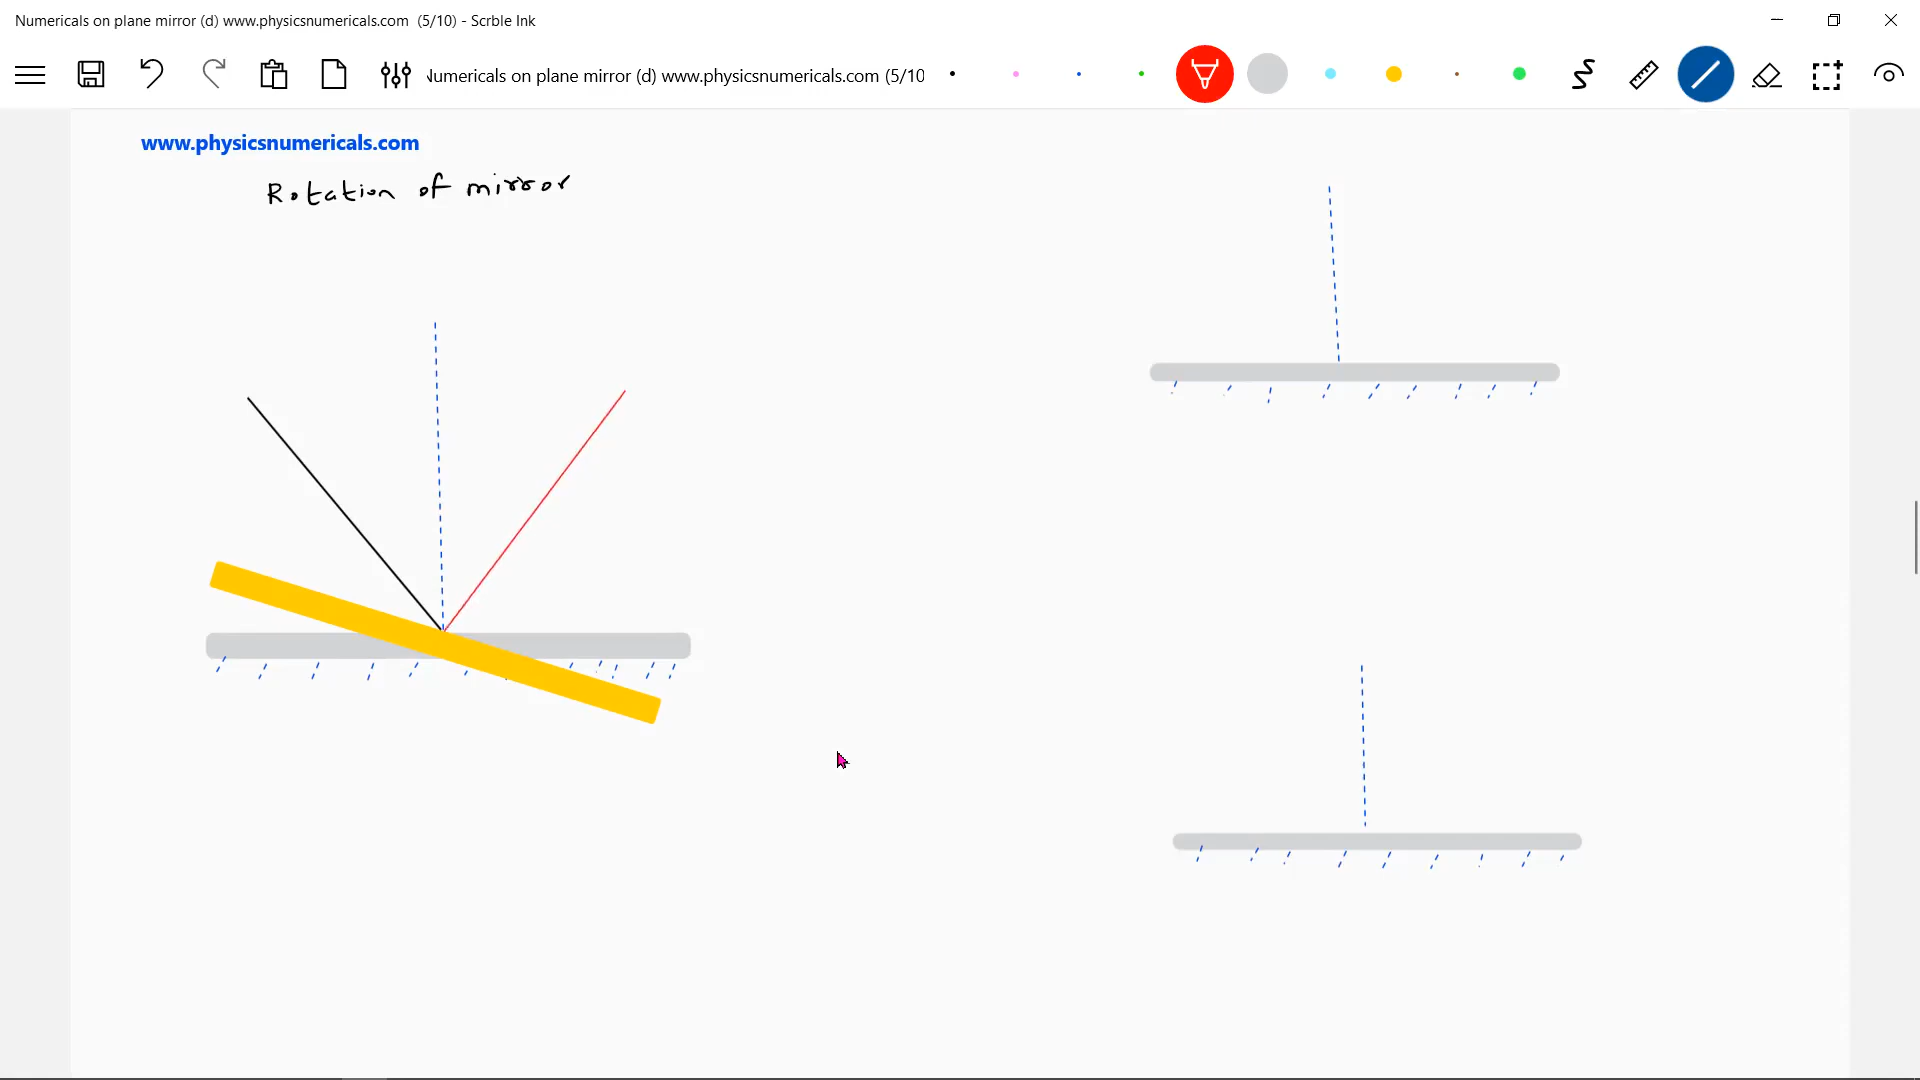 Numericals on plane mirror (d) www.physicsnumericals.com (5/10) - Scrble Ink
Numericals on plane mirror (d) www.physicsnumericals.com (5/10
www.physicsnumericals.com
Rotation of mirror